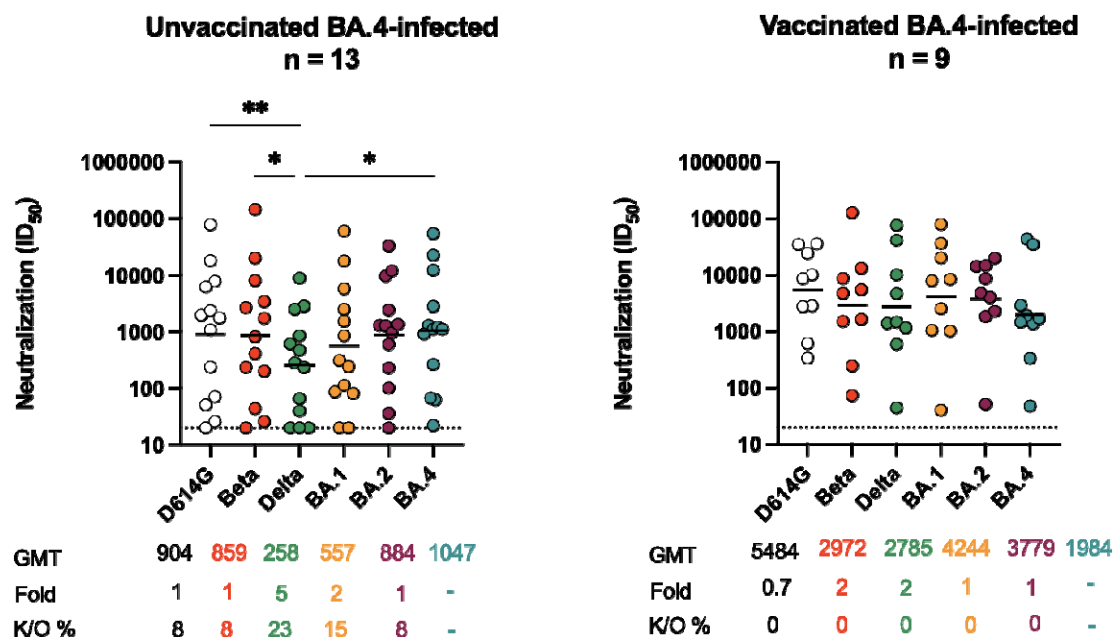 Unvaccinated BA.4-infected
n = 13
**
*
*
Neutralization (ID50)
1000000
100000
10000
1000
100
10
D614G
Beta
Delta
BA.1
BA.2
BA.4
GMT 904 859 258 557 884 1047
Fold 1 1 5 2 1 -
K/O % 8 8 23 15 8 -
Vaccinated BA.4-infected
n = 9
Neutralization (ID50)
1000000
100000
10000
1000
100
10
D614G
Beta
Delta
BA.1
BA.2
BA.4
GMT 5484 2972 2785 4244 3779 1984
Fold 0.7 2 2 1 1 -
K/O % 0 0 0 0 0 -